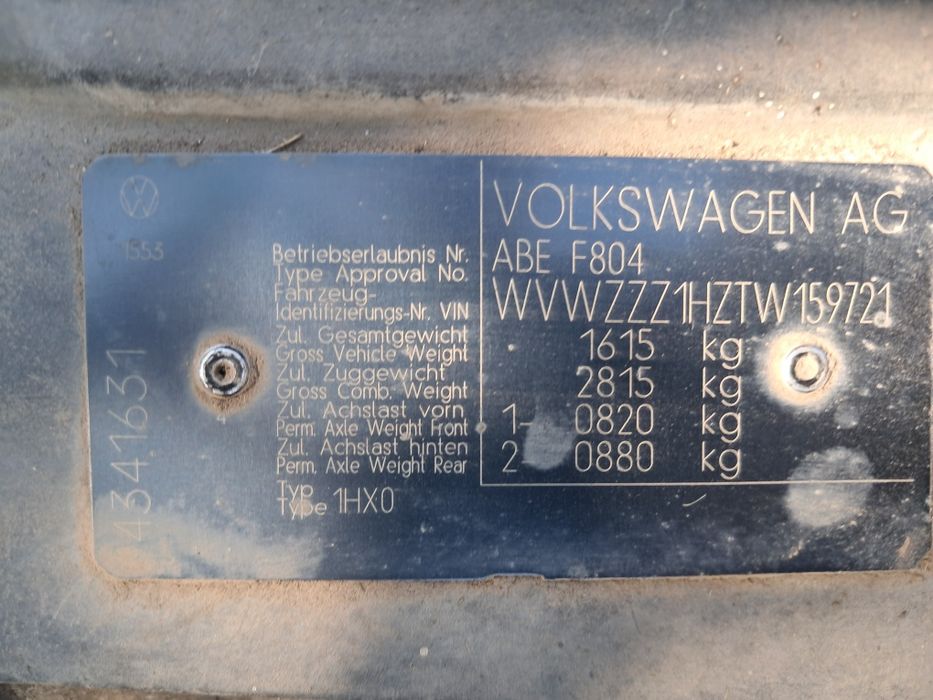 VOLKSWAGEN AG
1553
Betriebserlaubnis Nr. ABE F804
Type Approval No.
Fahrzeug-
Identifizierungs-Nr. VIN WVWZZZ1HZTW159721
Zul. Gesamtgewicht 1615 kg
Gross Vehicle Weight
Zul. Zuggewicht 2815 kg
Gross Comb. Weight
Zul. Achslast vorn 1- 0820 kg
Perm. Axle Weight Front
Zul. Achslast hinten 2 0880 kg
Perm. Axle Weight Rear
Typ
Type 1HX0
4341631